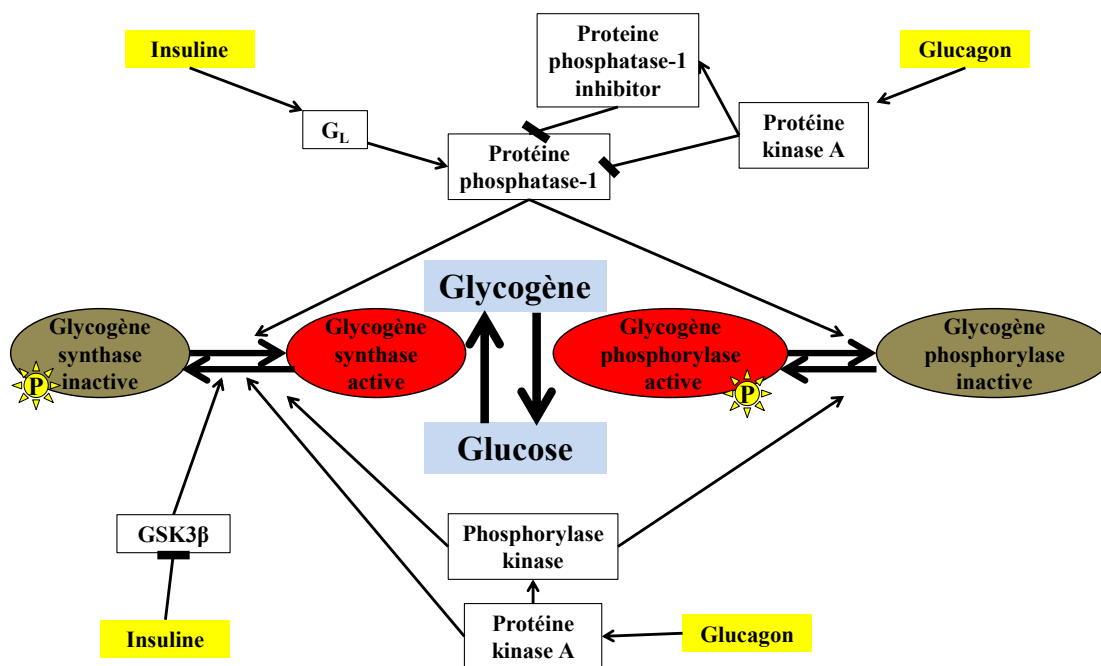 Insuline
Proteine
phosphatase-1
inhibitor
Glucagon
G_L
Protéine
kinase A
Protéine
phosphatase-1
Glycogène
Glycogène
synthase
inactive
P
Glycogène
synthase
active
Glycogène
phosphorylase
active
P
Glycogène
phosphorylase
inactive
Glucose
GSK3β
Phosphorylase
kinase
Insuline
Protéine
kinase A
Glucagon